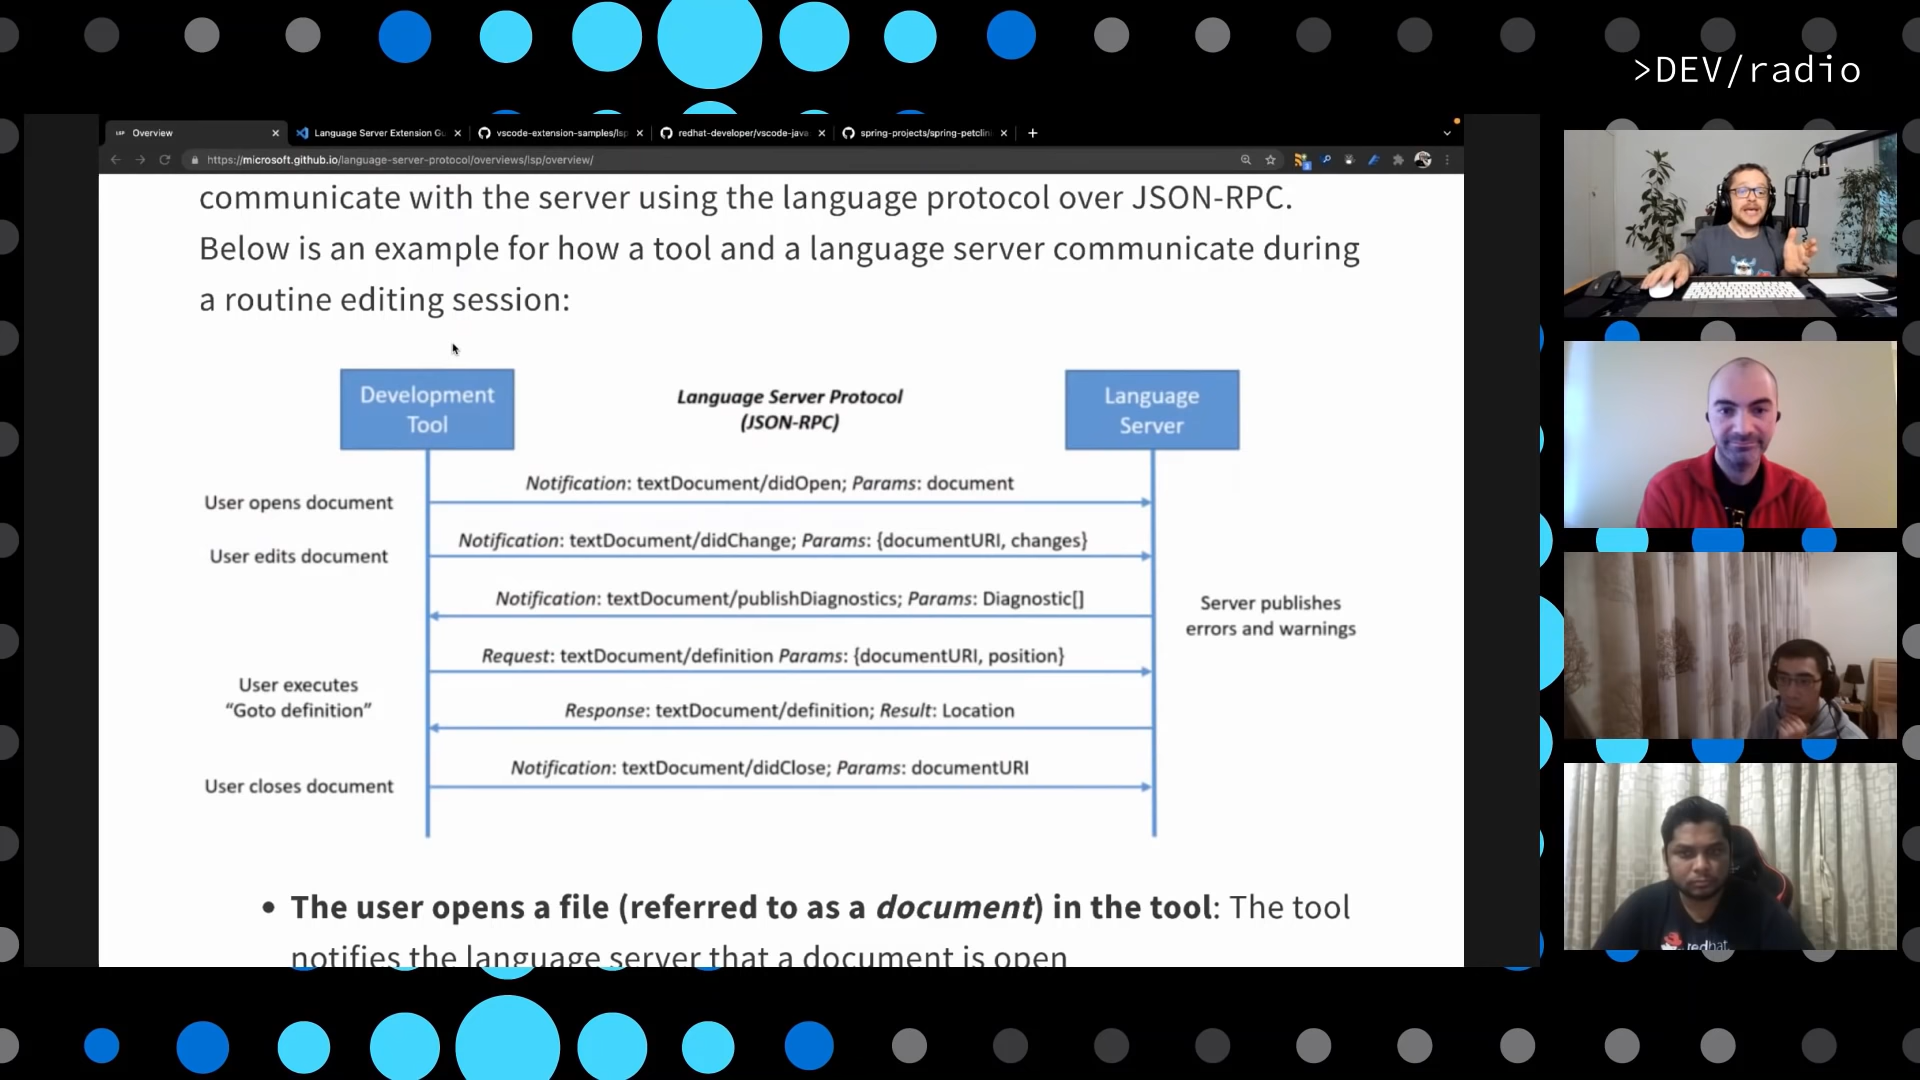 >DEV/radio
LSP Overview
Language Server Extension Gu
vscode-extension-samples/lsp
redhat-developer/vscode-java
spring-projects/spring-petclini
https://microsoft.github.io/language-server-protocol/overviews/lsp/overview/
communicate with the server using the language protocol over JSON-RPC.
Below is an example for how a tool and a language server communicate during
a routine editing session:
Development
Tool
Language Server Protocol
(JSON-RPC)
Language
Server
Notification: textDocument/didOpen; Params: document
User opens document
Notification: textDocument/didChange; Params: {documentURI, changes}
User edits document
Notification: textDocument/publishDiagnostics; Params: Diagnostic[]
Server publishes
errors and warnings
Request: textDocument/definition Params: {documentURI, position}
User executes
“Goto definition”
Response: textDocument/definition; Result: Location
Notification: textDocument/didClose; Params: documentURI
User closes document
• The user opens a file (referred to as a document) in the tool: The tool
notifies the language server that a document is open
redhat